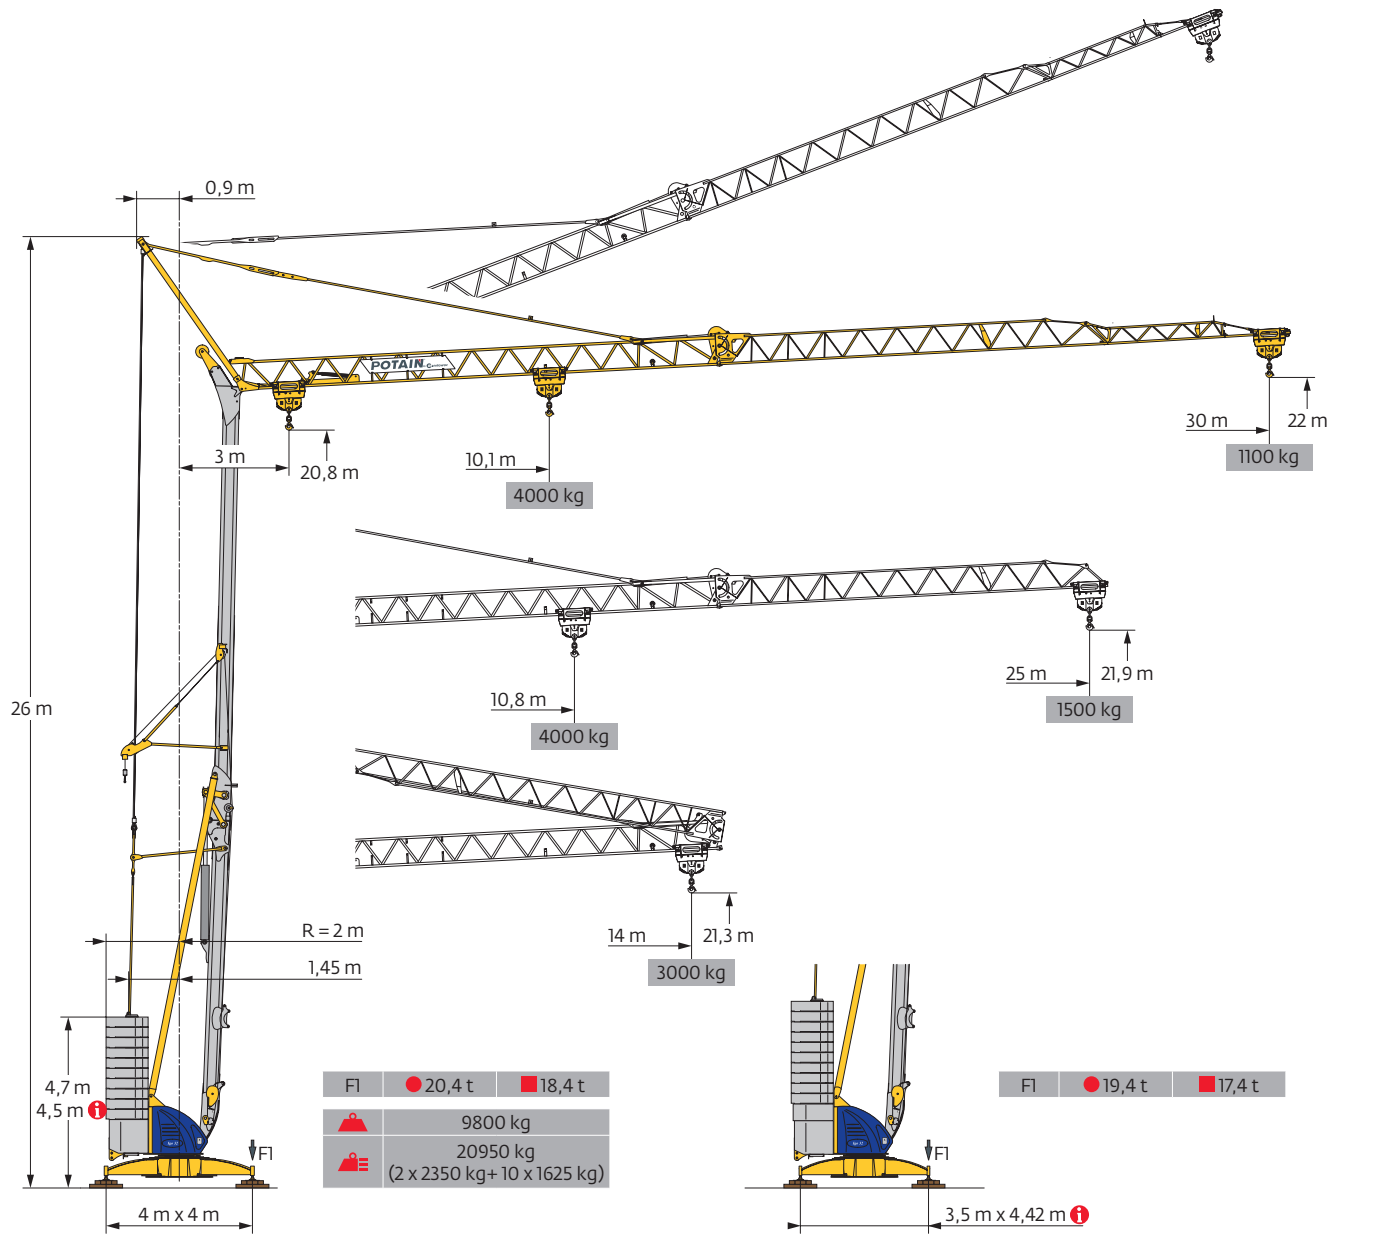 0,9 m
POTAIN
3 m
20,8 m
10,1 m
4000 kg
30 m
22 m
1100 kg
26 m
10,8 m
4000 kg
25 m
21,9 m
1500 kg
14 m
21,3 m
3000 kg
R = 2 m
1,45 m
4,7 m
4,5 m i
F1
4 m x 4 m
F1 20,4 t 18,4 t
9800 kg
20950 kg
(2 x 2350 kg+ 10 x 1625 kg)
F1 19,4 t 17,4 t
F1
3,5 m x 4,42 m i